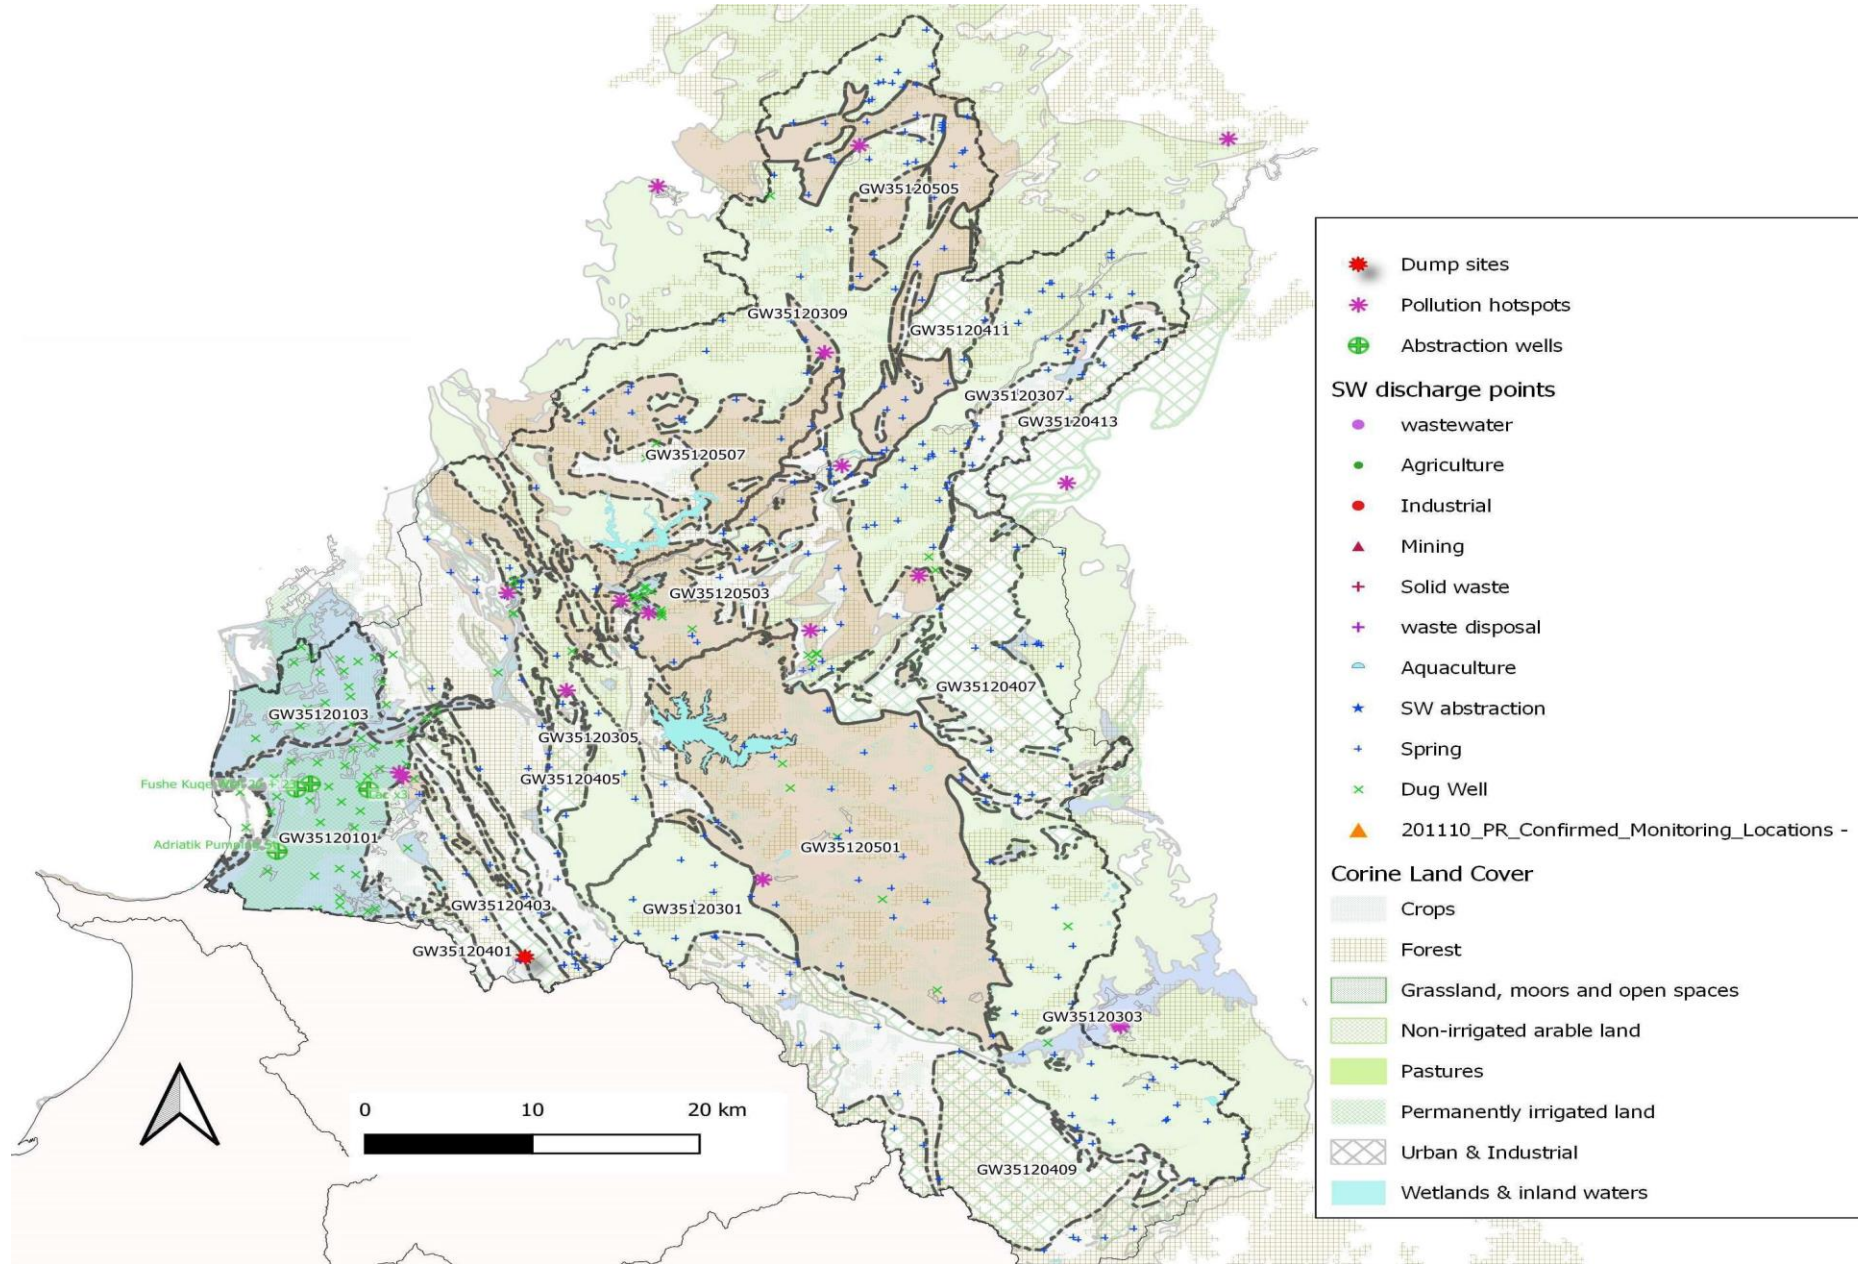 GW35120505
GW35120309
GW35120411
GW35120307
GW35120413
GW35120507
GW35120503
GW35120407
GW35120103
GW35120305
GW35120405
Fushe Kuqe
Lac x3
GW35120101
Adriatik Pumping
GW35120501
GW35120403
GW35120301
GW35120401
GW35120303
GW35120409
0 10 20 km
Dump sites
Pollution hotspots
Abstraction wells
SW discharge points
wastewater
Agriculture
Industrial
Mining
Solid waste
waste disposal
Aquaculture
SW abstraction
Spring
Dug Well
201110_PR_Confirmed_Monitoring_Locations -
Corine Land Cover
Crops
Forest
Grassland, moors and open spaces
Non-irrigated arable land
Pastures
Permanently irrigated land
Urban & Industrial
Wetlands & inland waters